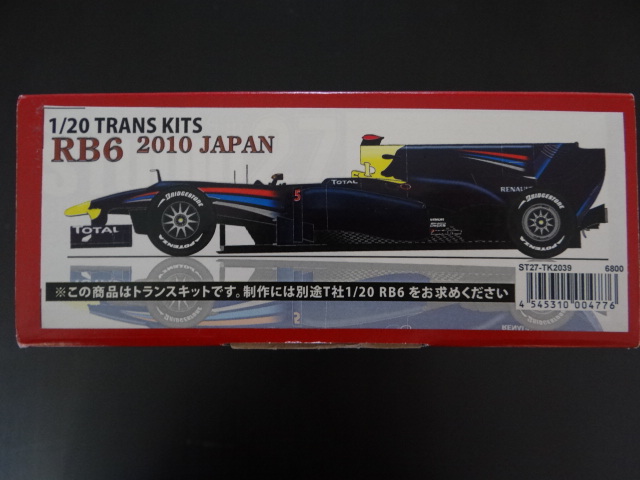 1/20 TRANS KITS
RB6 2010 JAPAN
TOTAL
5
RENAULT
BRIDGESTONE
POTENZA
BRIDGESTONE
POTENZA
TOTAL
ST27-TK2039 6800
※この商品はトランスキットです。制作には別途T社1/20 RB6 をお求めください
4 545310 004776